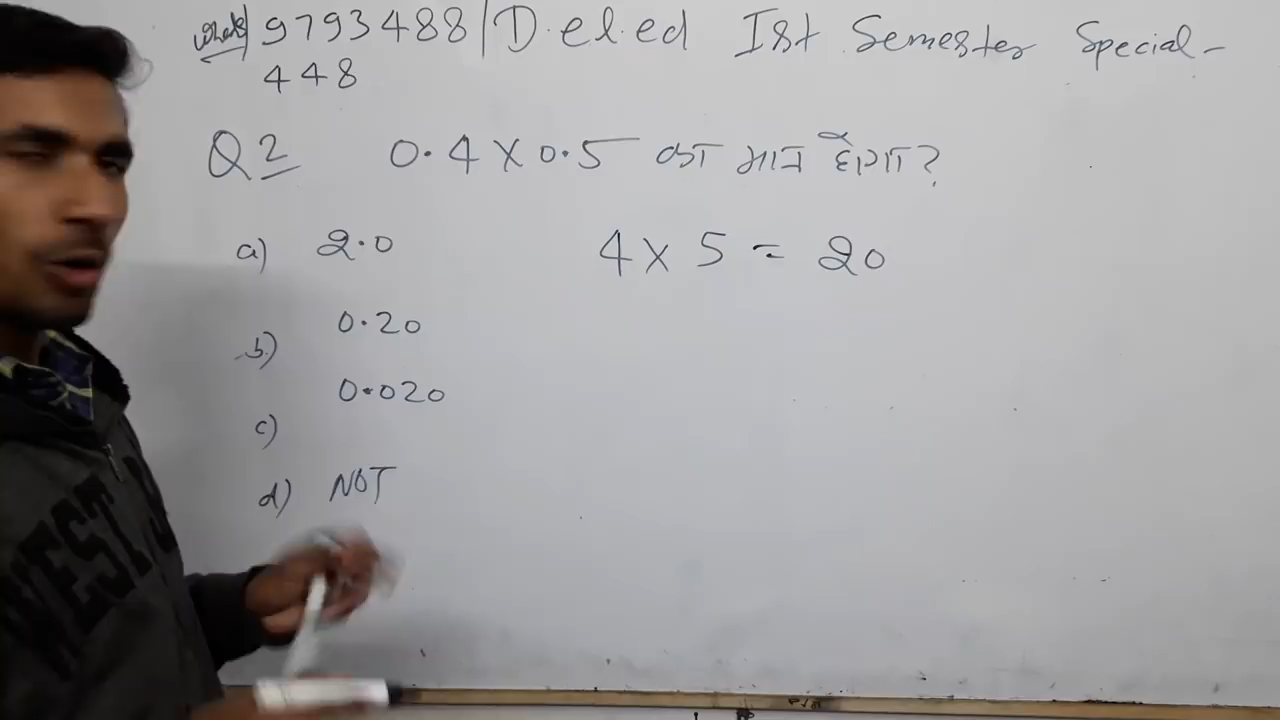 9793488 | D.el.ed Ist Semester Special-
448
Q2 0.4 X 0.5 का मान होगा ?
a) 2.0
4 X 5 = 20
b) 0.20
c) 0.020
d) NOT
WEST